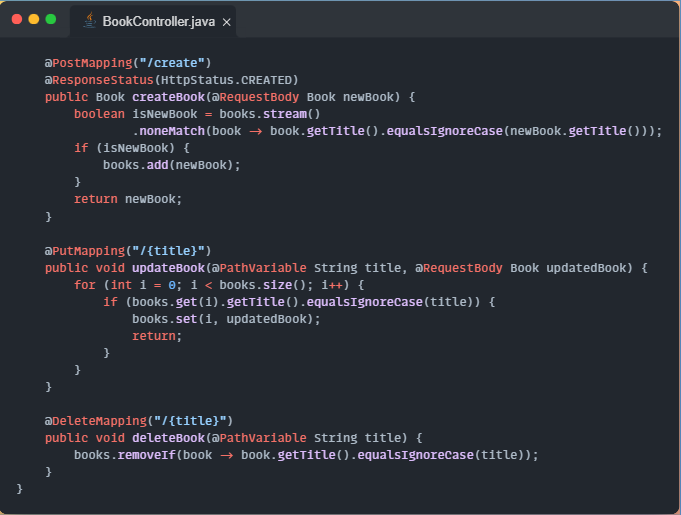 BookController.java ×
@PostMapping("/create")
@ResponseStatus(HttpStatus.CREATED)
public Book createBook(@RequestBody Book newBook) {
boolean isNewBook = books.stream()
.noneMatch(book -> book.getTitle().equalsIgnoreCase(newBook.getTitle()));
if (isNewBook) {
books.add(newBook);
}
return newBook;
}
@PutMapping("/{title}")
public void updateBook(@PathVariable String title, @RequestBody Book updatedBook) {
for (int i = 0; i < books.size(); i++) {
if (books.get(i).getTitle().equalsIgnoreCase(title)) {
books.set(i, updatedBook);
return;
}
}
}
@DeleteMapping("/{title}")
public void deleteBook(@PathVariable String title) {
books.removeIf(book -> book.getTitle().equalsIgnoreCase(title));
}
}